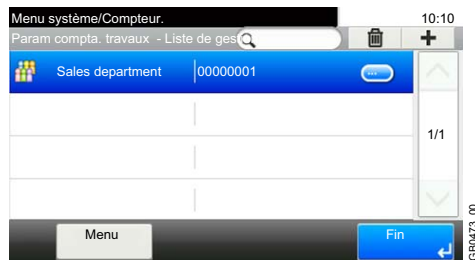 Menu système/Compteur.
10:10
Param compta. travaux - Liste de ges
Sales department 00000001
1/1
Menu
Fin
GB0473_00